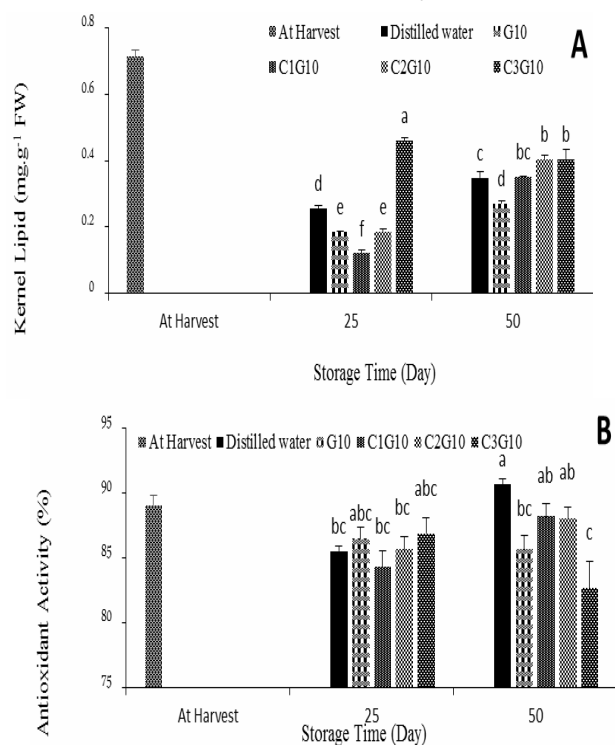 0.8
At Harvest Distilled water G10
A
C1G10 C2G10 C3G10
Kernel Lipid (mg.g⁻¹ FW)
0.6
0.4
0.2
0
d e f e a
c d bc b b
At Harvest 25 50
Storage Time (Day)
95
B
At Harvest Distilled water G10 C1G10 C2G10 C3G10
Antioxidant Activity (%)
90
85
80
75
bc abc bc bc abc
a bc ab ab c
At Harvest 25 50
Storage Time (Day)